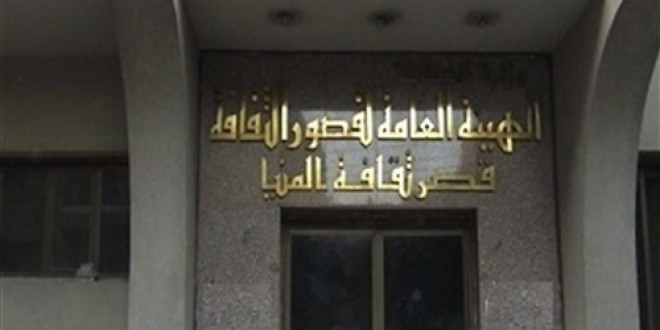 الهيئة العامة لقصور الثقافة
قصر ثقافة المنيا